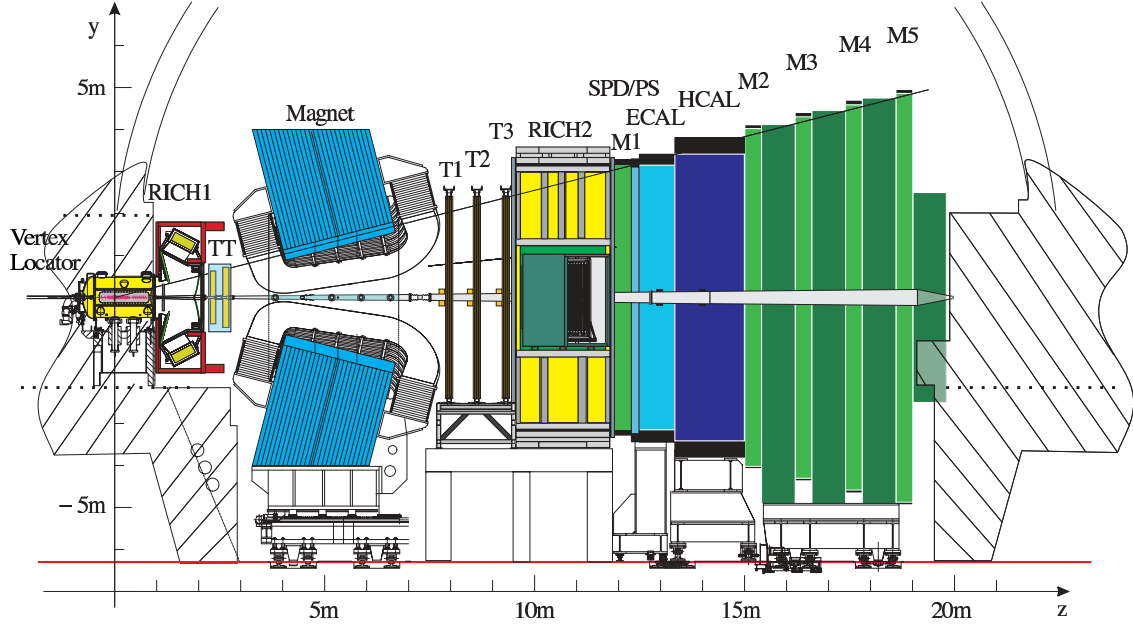 y
5m
Vertex
Locator
RICH1
TT
Magnet
T1
T2
T3
RICH2
M1
SPD/PS
ECAL
HCAL
M2
M3
M4
M5
− 5m
5m
10m
15m
20m
z